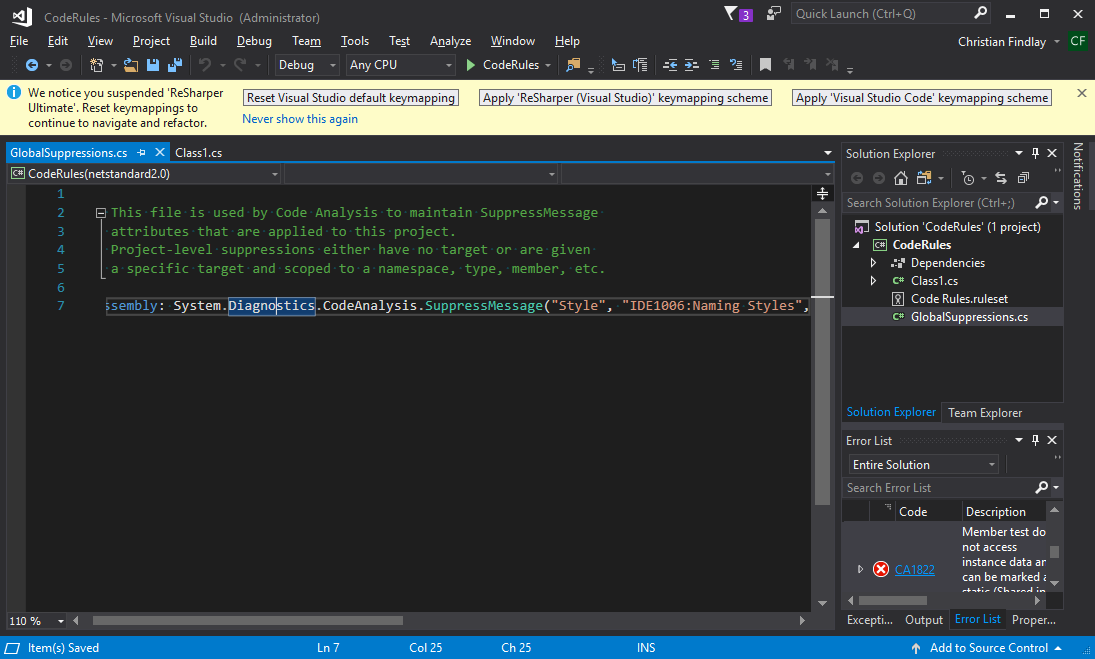 CodeRules - Microsoft Visual Studio (Administrator)
3
Quick Launch (Ctrl+Q)
File Edit View Project Build Debug Team Tools Test Analyze Window Help
Christian Findlay CF
Debug Any CPU CodeRules
We notice you suspended 'ReSharper
Ultimate'. Reset keymappings to
continue to navigate and refactor.
Reset Visual Studio default keymapping
Apply 'ReSharper (Visual Studio)' keymapping scheme
Apply 'Visual Studio Code' keymapping scheme
Never show this again
GlobalSuppressions.cs Class1.cs
C# CodeRules(netstandard2.0)
1
2 This file is used by Code Analysis to maintain SuppressMessage
3 attributes that are applied to this project.
4 Project-level suppressions either have no target or are given
5 a specific target and scoped to a namespace, type, member, etc.
6
7 ssembly: System.Diagnostics.CodeAnalysis.SuppressMessage("Style", "IDE1006:Naming Styles",
110 %
Solution Explorer
Search Solution Explorer (Ctrl+;)
Solution 'CodeRules' (1 project)
C# CodeRules
Dependencies
C# Class1.cs
Code Rules.ruleset
C# GlobalSuppressions.cs
Solution Explorer Team Explorer
Notifications
Error List
Entire Solution
Search Error List
Code Description
CA1822
Member test do
not access
instance data an
can be marked a
static (Shared in
Excepti... Output Error List Proper...
Item(s) Saved Ln 7 Col 25 Ch 25 INS Add to Source Control